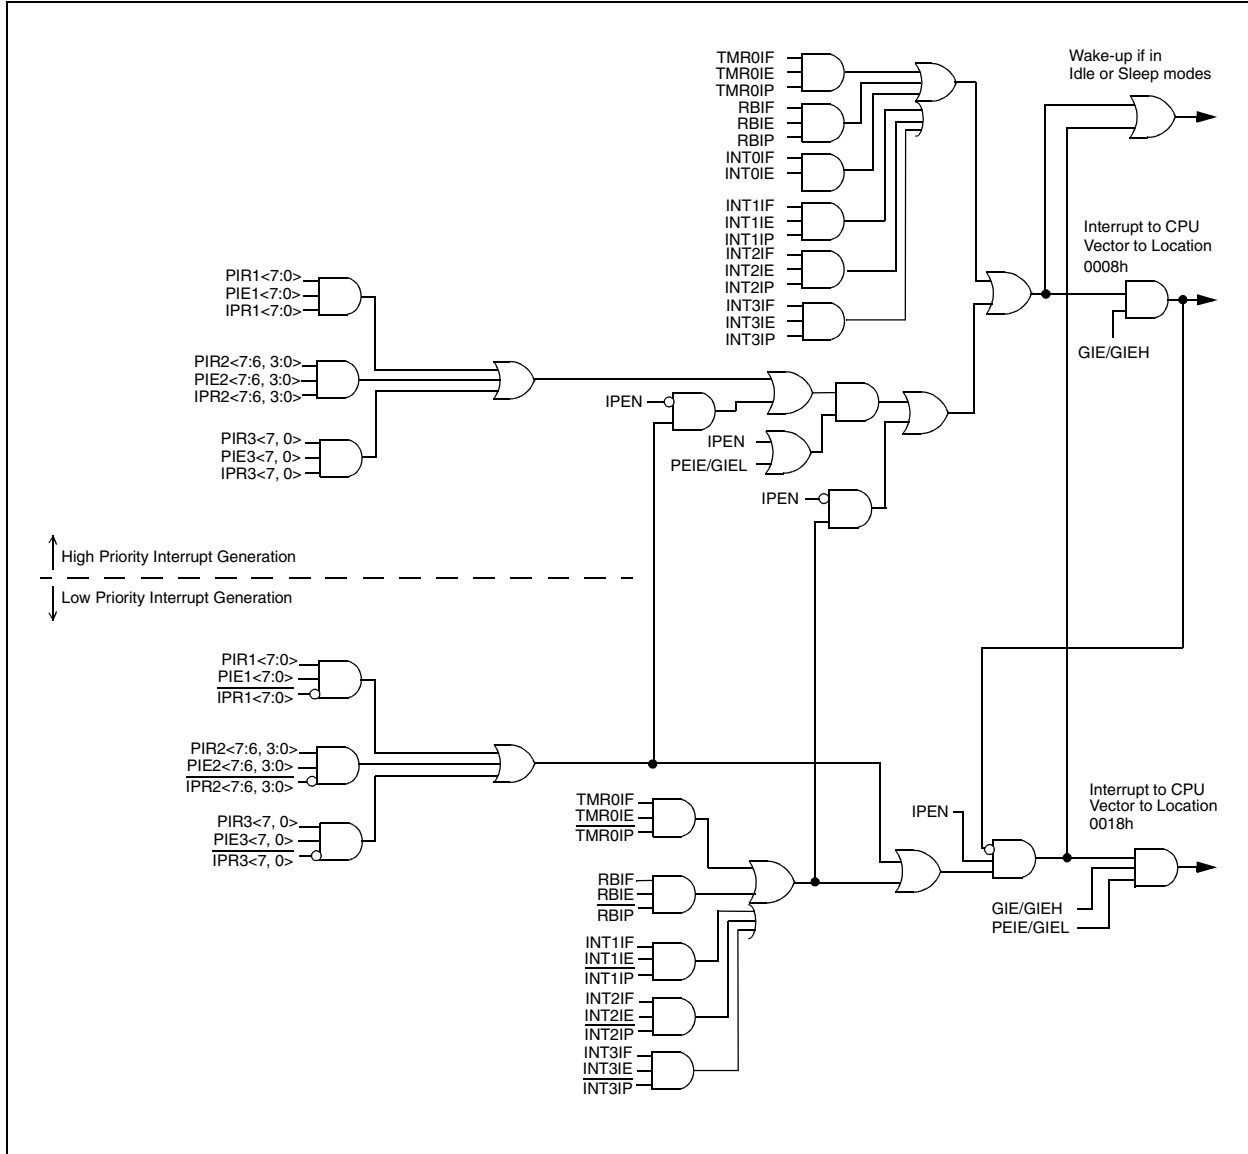 TMR0IF
TMR0IE
TMR0IP
RBIF
RBIE
RBIP
INT0IF
INT0IE
INT1IF
INT1IE
INT1IP
INT2IF
INT2IE
INT2IP
INT3IF
INT3IE
INT3IP
Wake-up if in
Idle or Sleep modes
Interrupt to CPU
Vector to Location
0008h
GIE/GIEH
PIR1<7:0>
PIE1<7:0>
IPR1<7:0>
PIR2<7:6, 3:0>
PIE2<7:6, 3:0>
IPR2<7:6, 3:0>
PIR3<7, 0>
PIE3<7, 0>
IPR3<7, 0>
IPEN
IPEN
PEIE/GIEL
IPEN
High Priority Interrupt Generation
Low Priority Interrupt Generation
PIR1<7:0>
PIE1<7:0>
IPR1<7:0>
PIR2<7:6, 3:0>
PIE2<7:6, 3:0>
IPR2<7:6, 3:0>
PIR3<7, 0>
PIE3<7, 0>
IPR3<7, 0>
TMR0IF
TMR0IE
TMR0IP
RBIF
RBIE
RBIP
INT1IF
INT1IE
INT1IP
INT2IF
INT2IE
INT2IP
INT3IF
INT3IE
INT3IP
IPEN
Interrupt to CPU
Vector to Location
0018h
GIE/GIEH
PEIE/GIEL